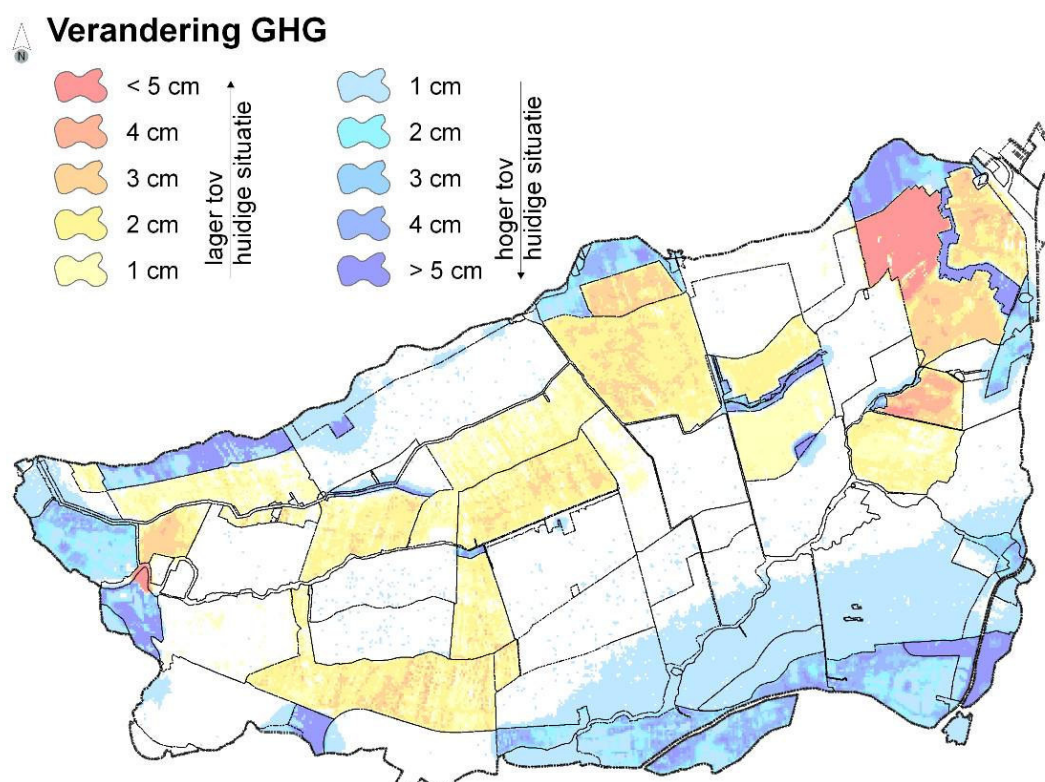 Verandering GHG
N
< 5 cm
4 cm
3 cm
2 cm
1 cm
lager tov
huidige situatie
1 cm
2 cm
3 cm
4 cm
> 5 cm
hoger tov
huidige situatie